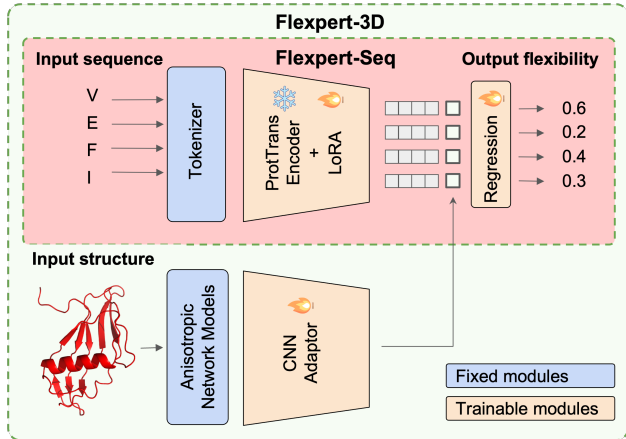 Flexpert-3D
Flexpert-Seq
Input sequence
Output flexibility
V
E
F
I
Tokenizer
ProtTrans
Encoder
+
LoRA
Regression
0.6
0.2
0.4
0.3
Input structure
Anisotropic
Network Models
CNN
Adaptor
Fixed modules
Trainable modules